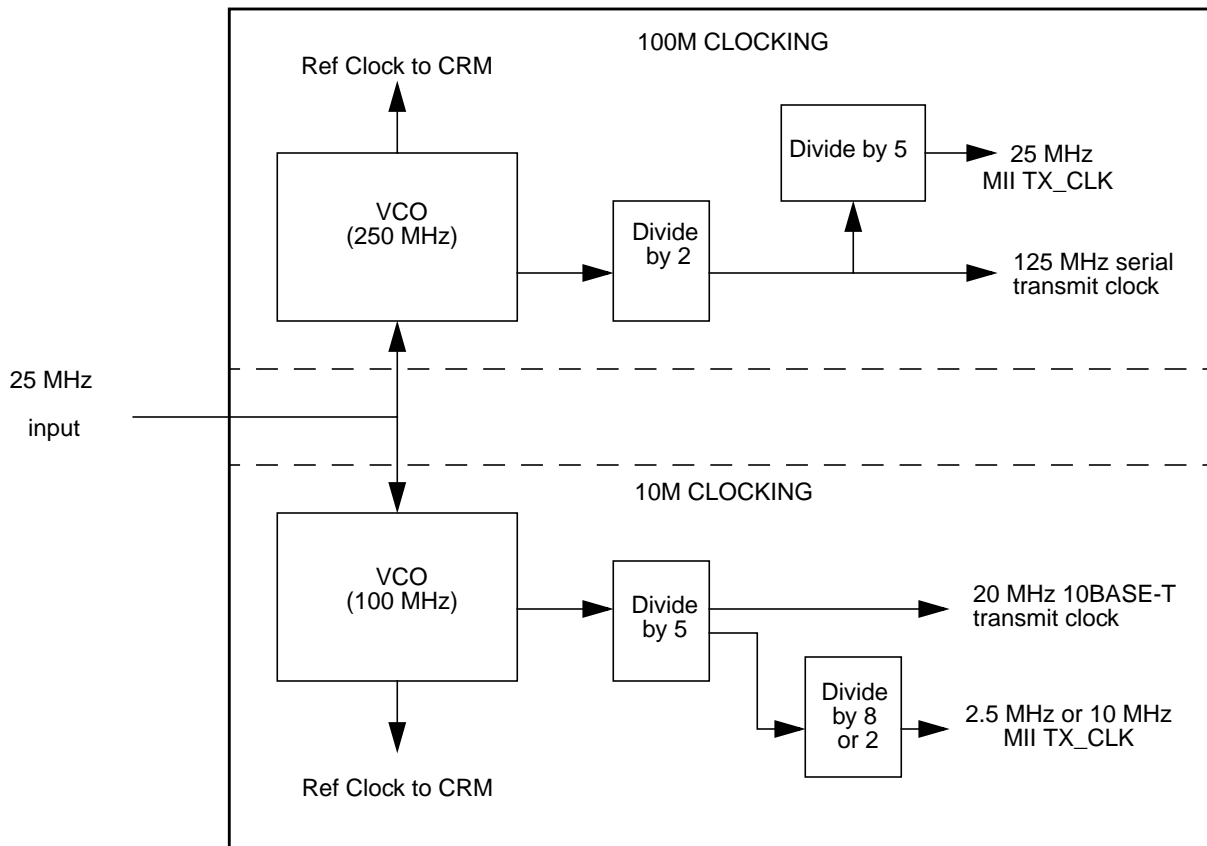 100M CLOCKING
Ref Clock to CRM
Divide by 5
25 MHz
MII TX_CLK
VCO
(250 MHz)
Divide
by 2
125 MHz serial
transmit clock
25 MHz
input
10M CLOCKING
VCO
(100 MHz)
Divide
by 5
20 MHz 10BASE-T
transmit clock
Divide
by 8
or 2
2.5 MHz or 10 MHz
MII TX_CLK
Ref Clock to CRM